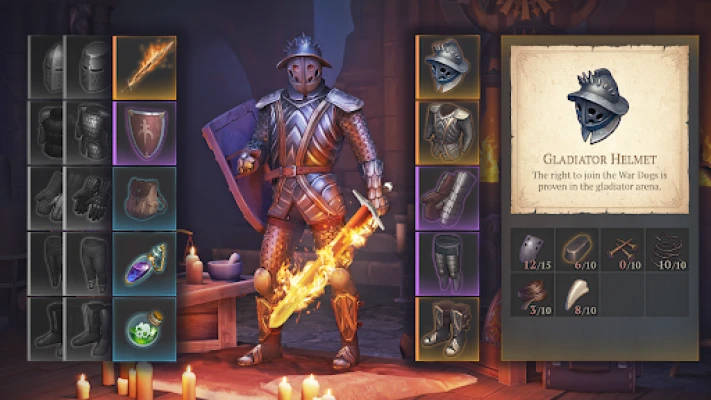 GLADIATOR HELMET
The right to join the War Dogs is
proven in the gladiator arena.
12/15 6/10 0/10 10/10
3/10 8/10